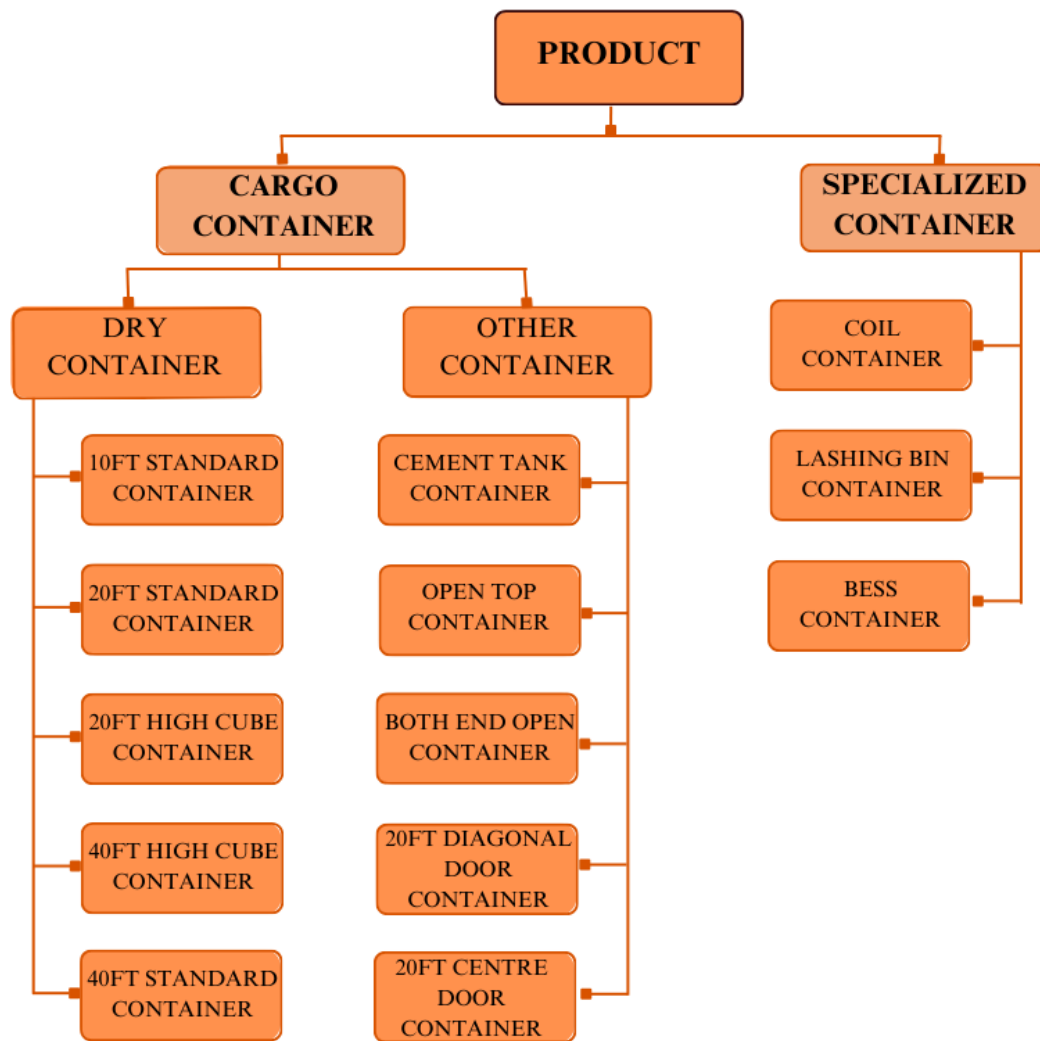 PRODUCT
CARGO
CONTAINER
SPECIALIZED
CONTAINER
DRY
CONTAINER
OTHER
CONTAINER
10FT STANDARD
CONTAINER
20FT STANDARD
CONTAINER
20FT HIGH CUBE
CONTAINER
40FT HIGH CUBE
CONTAINER
40FT STANDARD
CONTAINER
CEMENT TANK
CONTAINER
OPEN TOP
CONTAINER
BOTH END OPEN
CONTAINER
20FT DIAGONAL
DOOR
CONTAINER
20FT CENTRE
DOOR
CONTAINER
COIL
CONTAINER
LASHING BIN
CONTAINER
BESS
CONTAINER